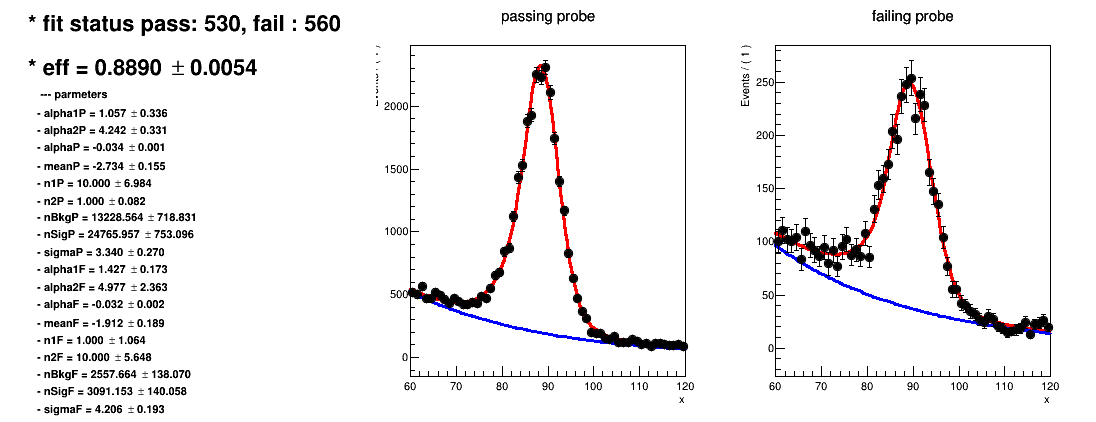 * fit status pass: 530, fail : 560
* eff = 0.8890 ± 0.0054
--- parmeters
- alpha1P = 1.057 ± 0.336
- alpha2P = 4.242 ± 0.331
- alphaP = -0.034 ± 0.001
- meanP = -2.734 ± 0.155
- n1P = 10.000 ± 6.984
- n2P = 1.000 ± 0.082
- nBkgP = 13228.564 ± 718.831
- nSigP = 24765.957 ± 753.096
- sigmaP = 3.340 ± 0.270
- alpha1F = 1.427 ± 0.173
- alpha2F = 4.977 ± 2.363
- alphaF = -0.032 ± 0.002
- meanF = -1.912 ± 0.189
- n1F = 1.000 ± 1.064
- n2F = 10.000 ± 5.648
- nBkgF = 2557.664 ± 138.070
- nSigF = 3091.153 ± 140.058
- sigmaF = 4.206 ± 0.193
passing probe
2000
1500
1000
500
0
60 70 80 90 100 110 120
x
failing probe
Events / ( 1 )
250
200
150
100
50
0
60 70 80 90 100 110 120
x